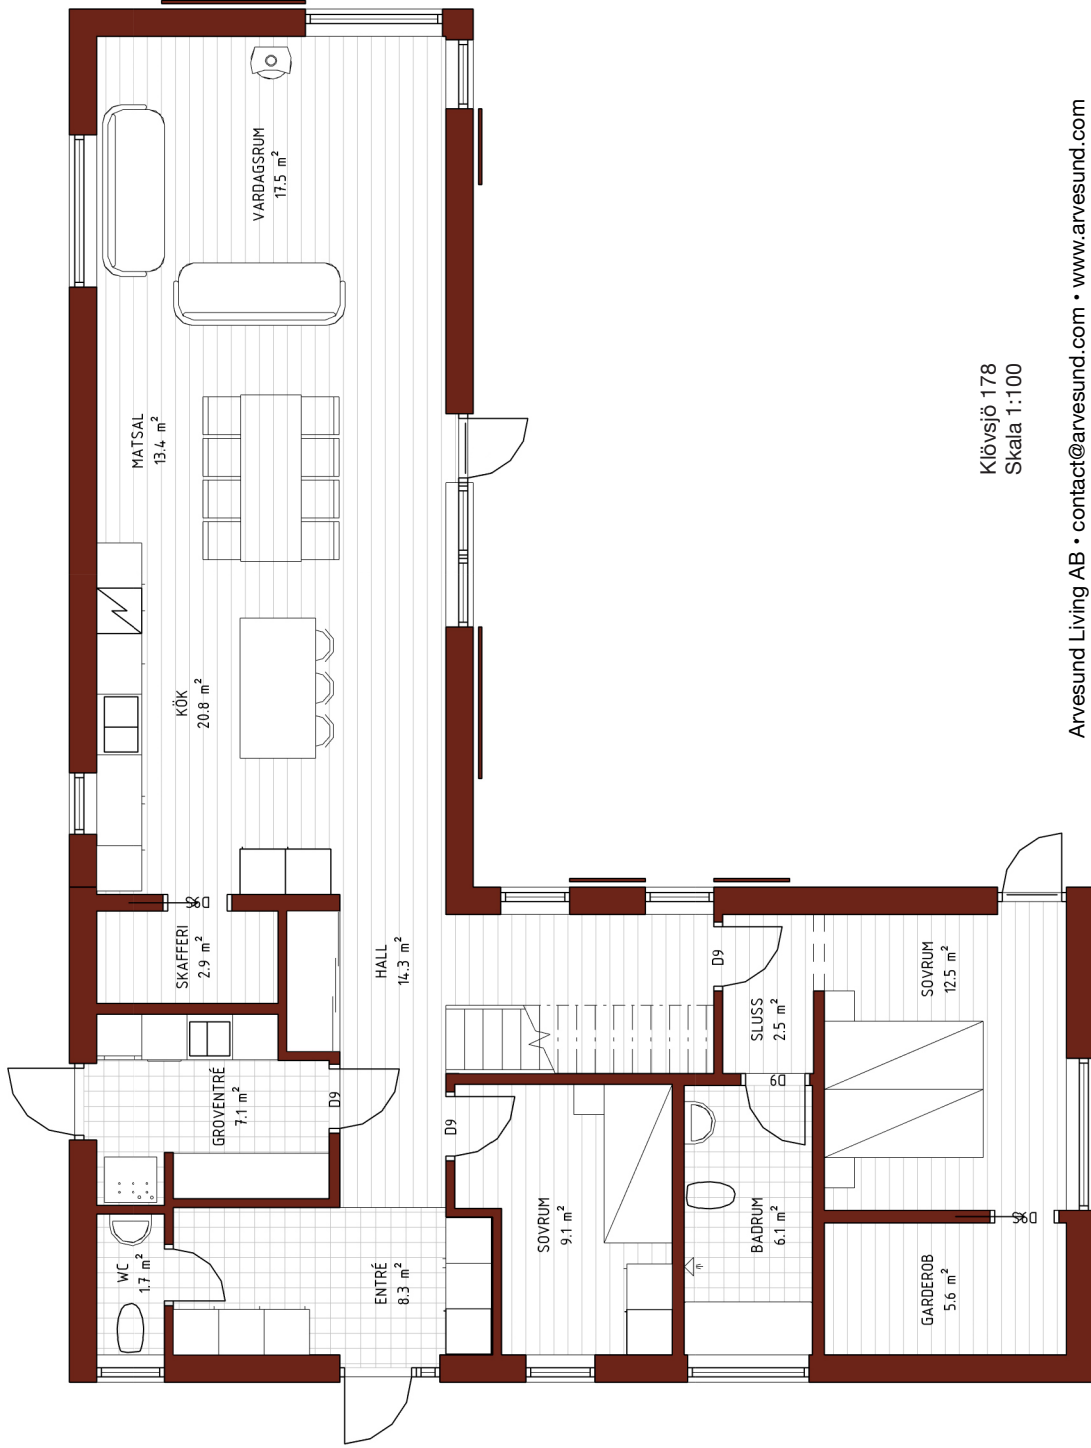 VARDAGSRUM
17.5 m²
MATSAL
13.4 m²
KÖK
20.8 m²
D9S
SKAFFERI
2.9 m²
HALL
14.3 m²
D9
SLUSS
2.5 m²
SOVRUM
12.5 m²
GROVENTRÉ
7.1 m²
D9
D9
D9
WC
1.7 m²
ENTRÉ
8.3 m²
SOVRUM
9.1 m²
BADRUM
6.1 m²
D9S
GARDEROB
5.6 m²
Klövsjö 178
Skala 1:100
Arvesund Living AB • contact@arvesund.com • www.arvesund.com